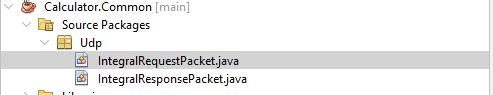 Calculator.Common [main]
Source Packages
Udp
IntegralRequestPacket.java
IntegralResponsePacket.java